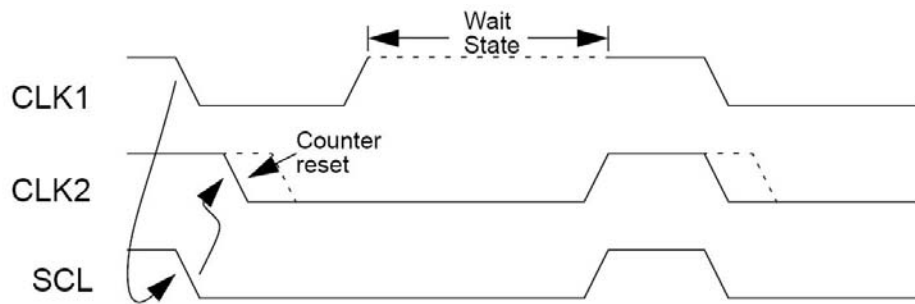 Wait
State
CLK1
Counter
reset
CLK2
SCL